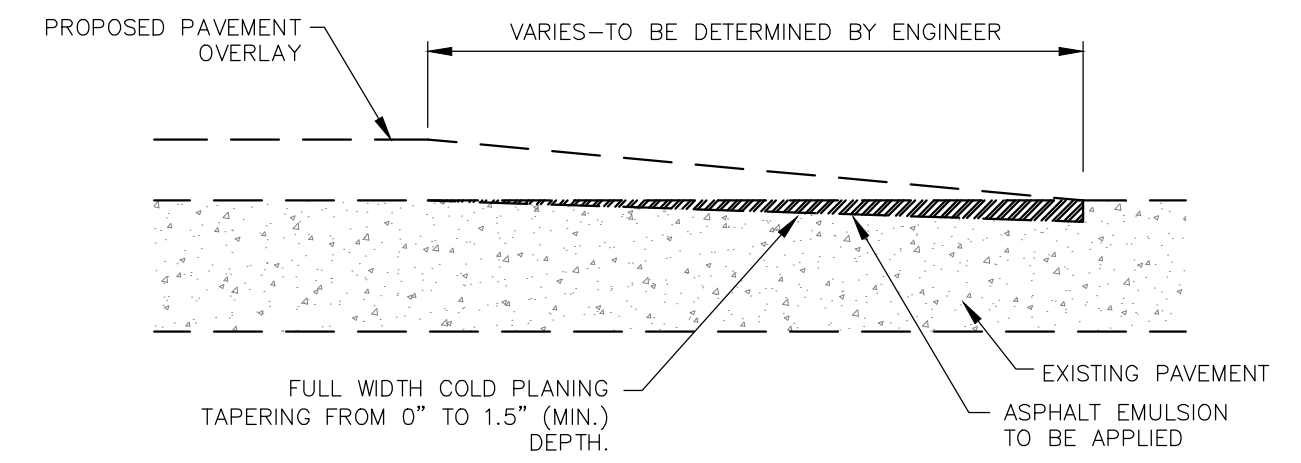 PROPOSED PAVEMENT
OVERLAY
VARIES-TO BE DETERMINED BY ENGINEER
FULL WIDTH COLD PLANING
TAPERING FROM 0" TO 1.5" (MIN.)
DEPTH.
EXISTING PAVEMENT
ASPHALT EMULSION
TO BE APPLIED